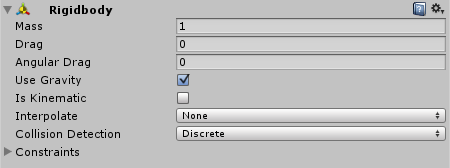 Rigidbody
Mass 1
Drag 0
Angular Drag 0
Use Gravity
Is Kinematic
Interpolate None
Collision Detection Discrete
Constraints